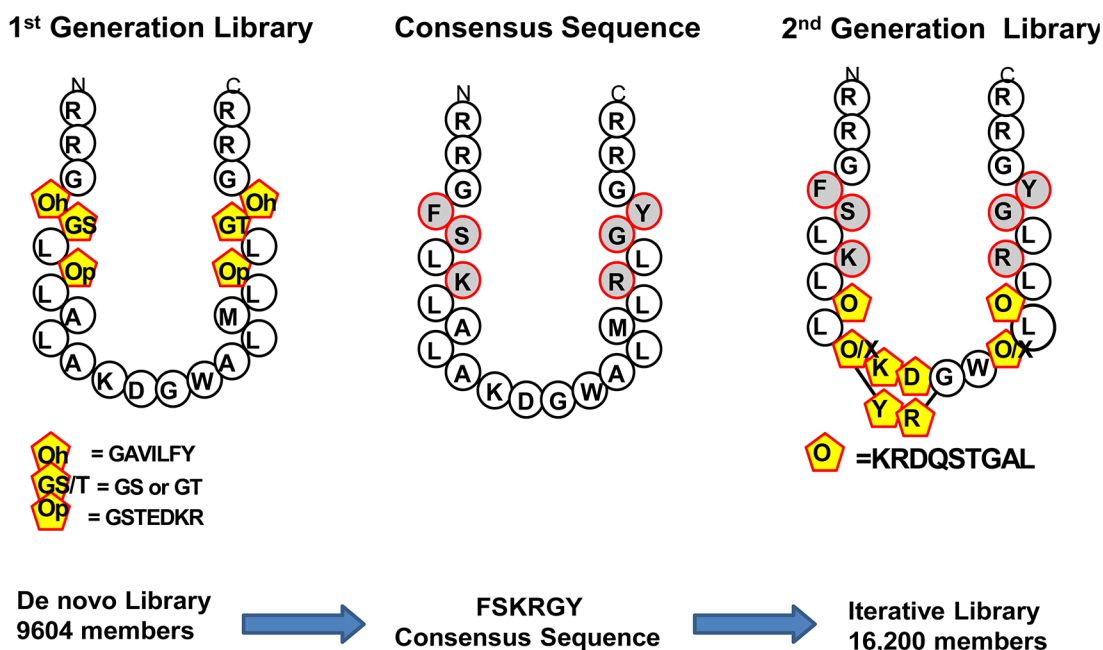 1st Generation Library
N
R
R
G
Oh
GS
L
Op
L
A
L
A
K
D
G
W
A
L
M
L
Op
L
GT
Oh
G
R
R
C
Oh = GAVILFY
GS/T = GS or GT
Op = GSTEDKR
De novo Library
9604 members
Consensus Sequence
N
R
R
G
F
S
L
K
L
A
L
A
K
D
G
W
A
L
M
L
R
L
G
Y
G
R
R
C
FSKRGY
Consensus Sequence
2nd Generation Library
N
R
R
G
F
S
L
K
L
O
L
O/X
K
D
Y
R
G
W
O/X
L
O
L
R
L
G
Y
G
R
R
C
O =KRDQSTGAL
Iterative Library
16,200 members